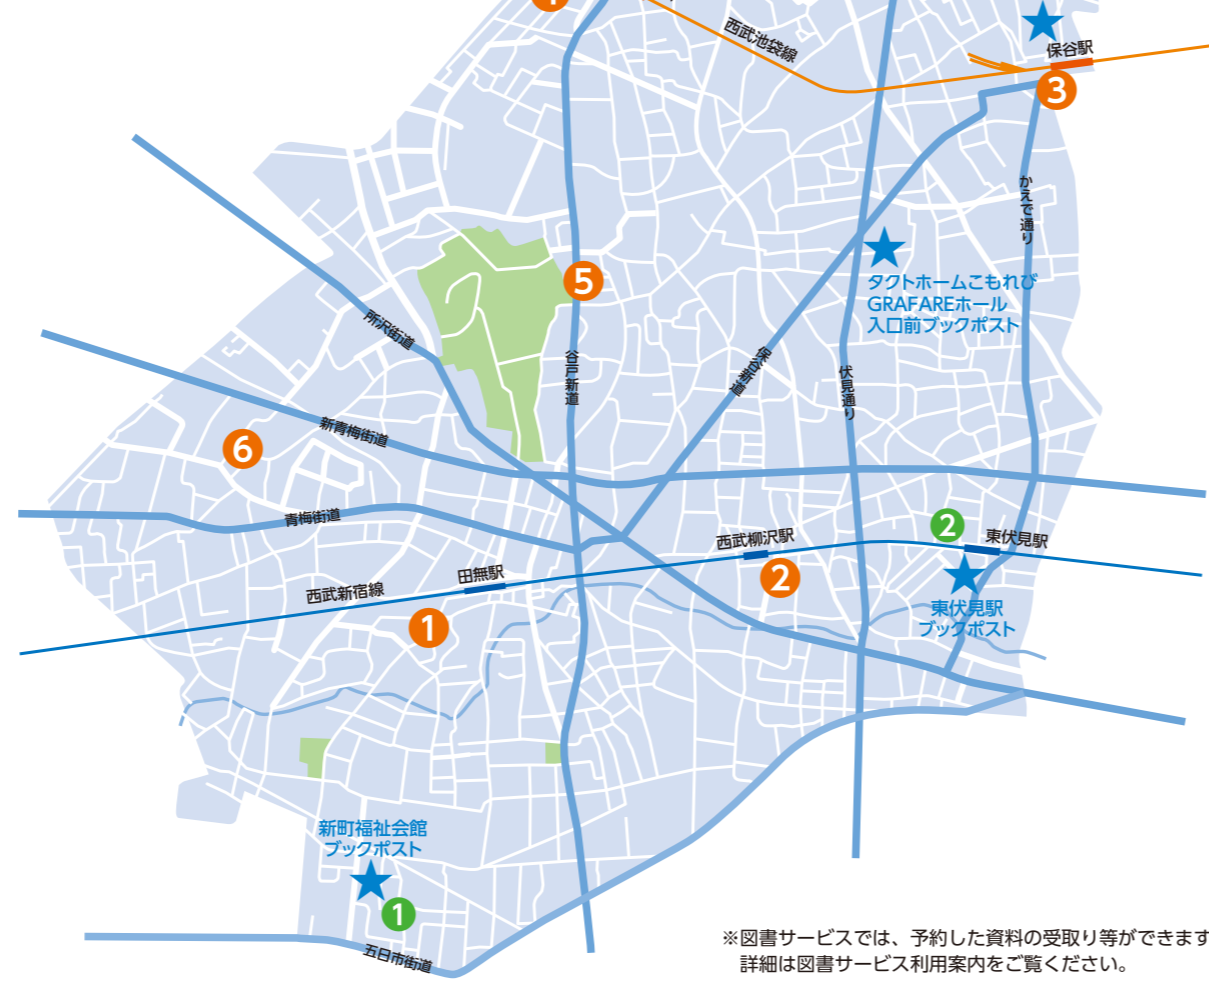 西武池袋線
保谷駅
3
かえで通り
タクトホームこもれび
GRAFAREホール
入口前ブックポスト
5
所沢街道
谷戸新道
保谷新道
伏見通り
新青梅街道
6
青梅街道
2
東伏見駅
西武柳沢駅
2
田無駅
西武新宿線
1
東伏見駅
ブックポスト
新町福祉会館
ブックポスト
1
五日市街道
※図書サービスでは、予約した資料の受取り等ができます
詳細は図書サービス利用案内をご覧ください。